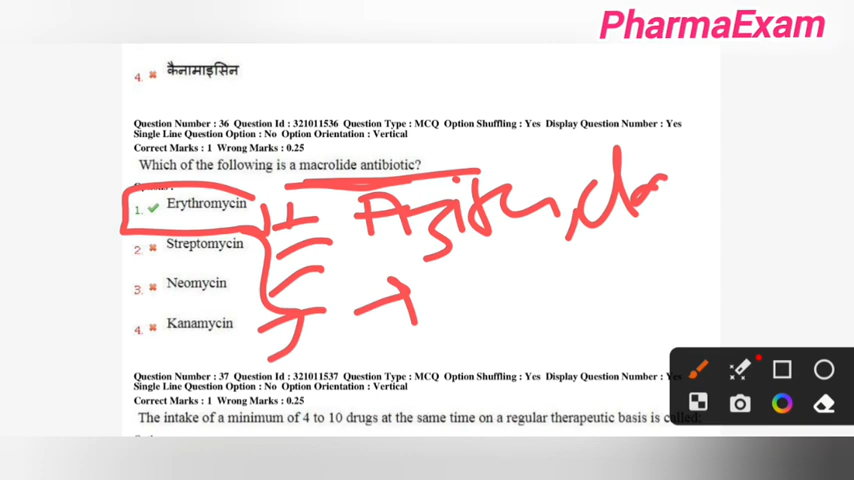 PharmaExam
4. कैनामाइसिन
Question Number : 36 Question Id : 321011536 Question Type : MCQ Option Shuffling : Yes Display Question Number : Yes
Single Line Question Option : No Option Orientation : Vertical
Correct Marks : 1 Wrong Marks : 0.25
Which of the following is a macrolide antibiotic?
1. Erythromycin
2. Streptomycin
3. Neomycin
4. Kanamycin
Question Number : 37 Question Id : 321011537 Question Type : MCQ Option Shuffling : Yes Display Question Number : Yes
Single Line Question Option : No Option Orientation : Vertical
Correct Marks : 1 Wrong Marks : 0.25
The intake of a minimum of 4 to 10 drugs at the same time on a regular therapeutic basis is called: